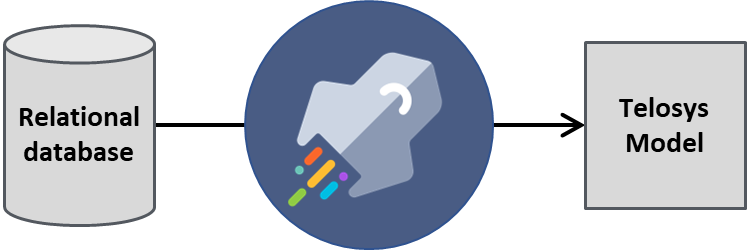 Relational
database
Telosys
Model